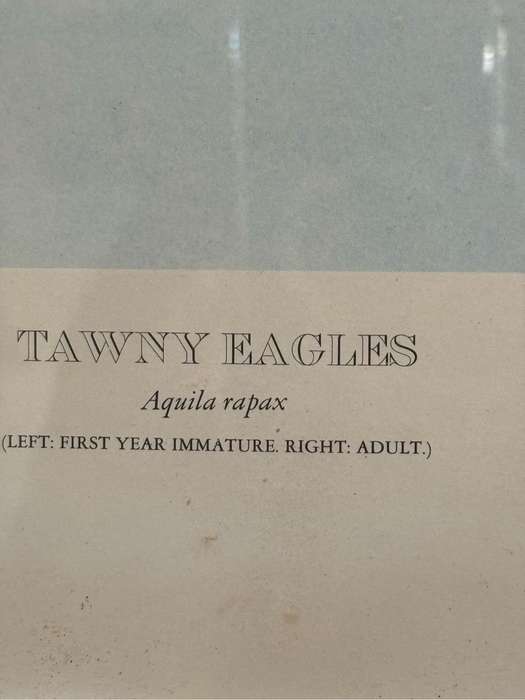 TAWNY EAGLES
Aquila rapax
(LEFT: FIRST YEAR IMMATURE. RIGHT: ADULT.)